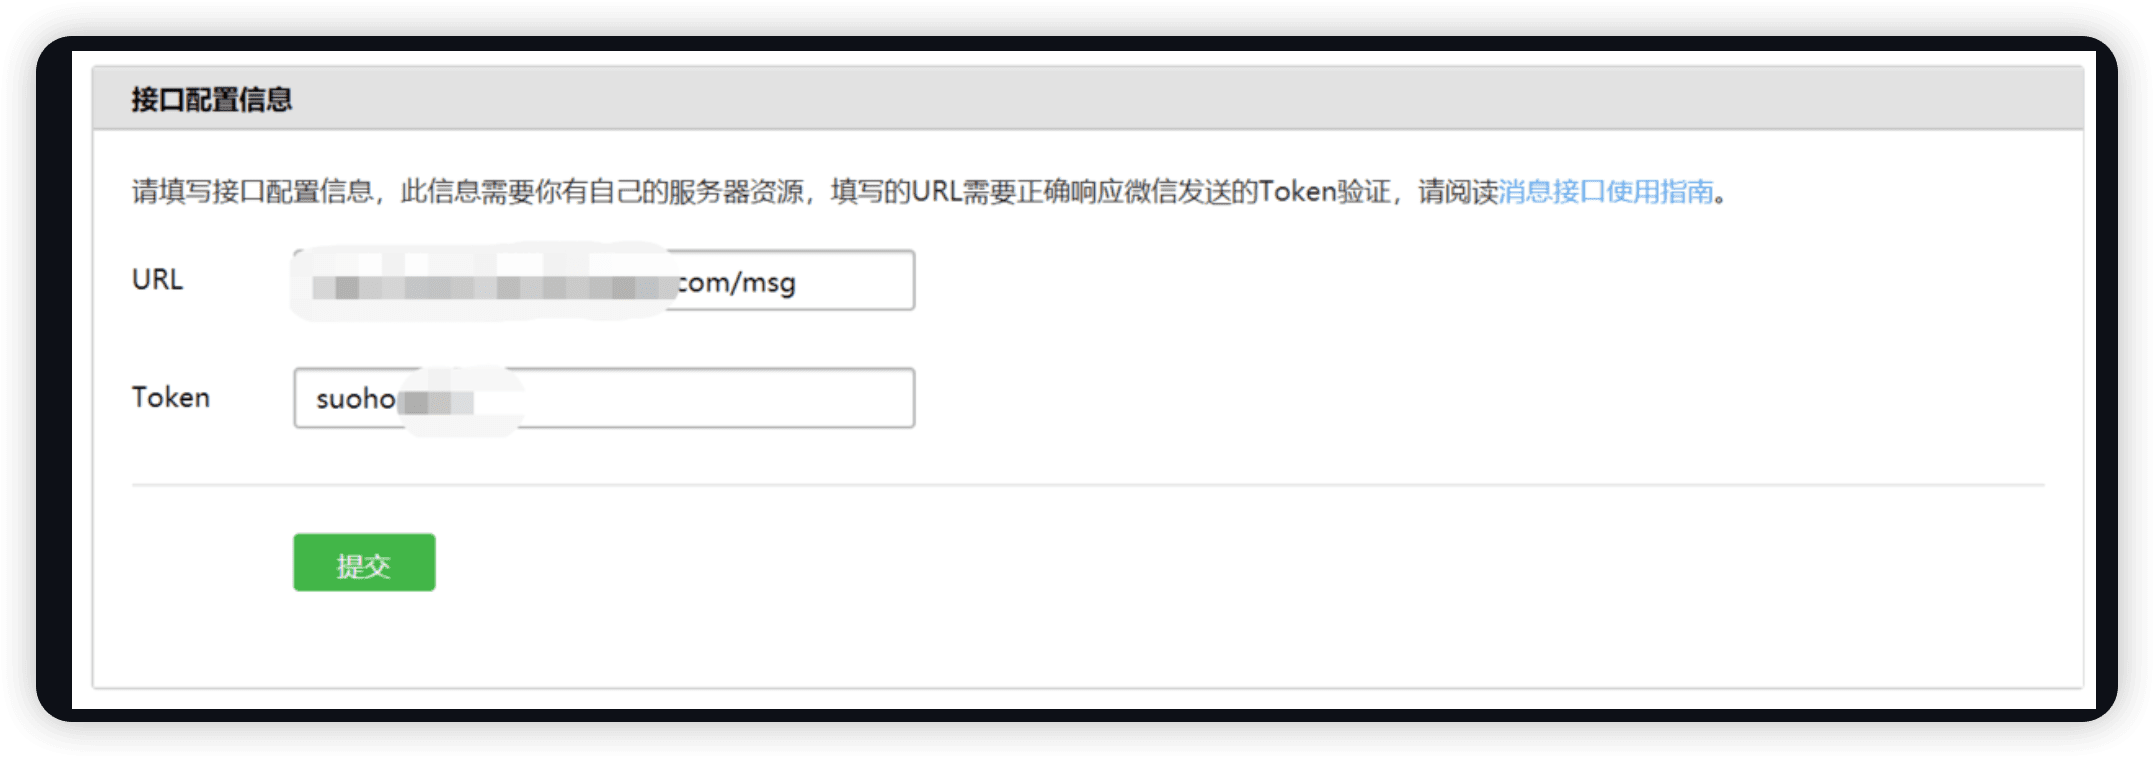 接口配置信息
请填写接口配置信息，此信息需要你有自己的服务器资源，填写的URL需要正确响应微信发送的Token验证，请阅读消息接口使用指南。
URL com/msg
Token suoho
提交